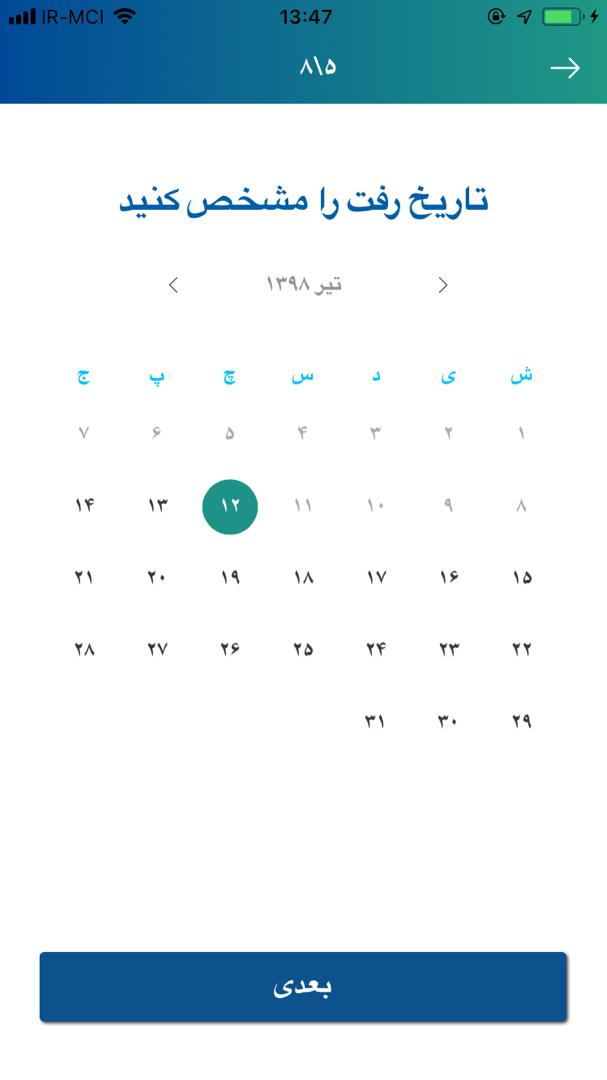 IR-MCI 13:47
۸\۵
تاریخ رفت را مشخص کنید
تیر ۱۳۹۸
ش ی د س چ پ ج
۱ ۲ ۳ ۴ ۵ ۶ ۷
۸ ۹ ۱۰ ۱۱ ۱۲ ۱۳ ۱۴
۱۵ ۱۶ ۱۷ ۱۸ ۱۹ ۲۰ ۲۱
۲۲ ۲۳ ۲۴ ۲۵ ۲۶ ۲۷ ۲۸
۲۹ ۳۰ ۳۱
بعدی